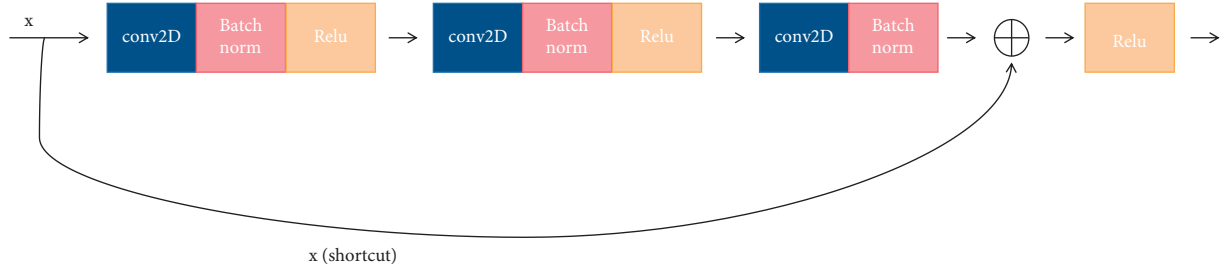 x
conv2D
Batch
norm
Relu
conv2D
Batch
norm
Relu
conv2D
Batch
norm
Relu
x (shortcut)